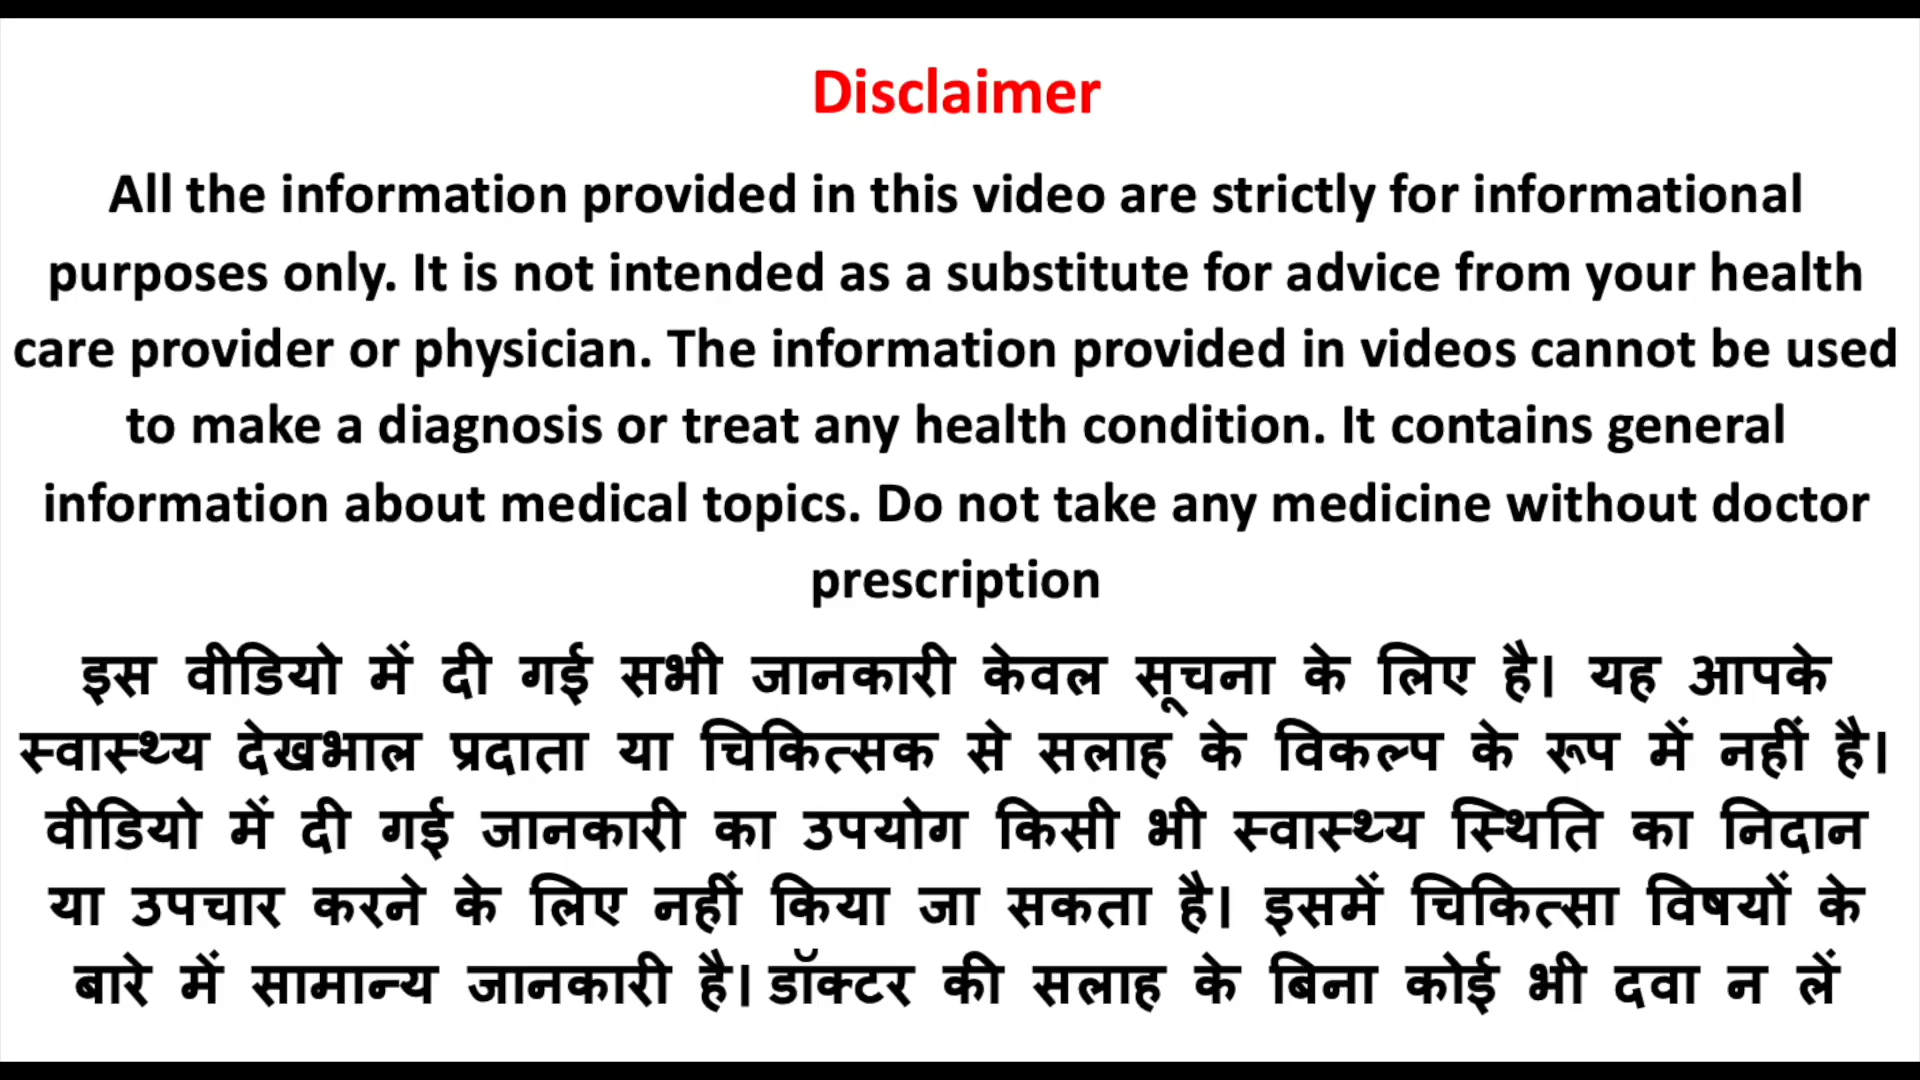 Disclaimer
All the information provided in this video are strictly for informational
purposes only. It is not intended as a substitute for advice from your health
care provider or physician. The information provided in videos cannot be used
to make a diagnosis or treat any health condition. It contains general
information about medical topics. Do not take any medicine without doctor
prescription
इस वीडियो में दी गई सभी जानकारी केवल सूचना के लिए है। यह आपके
स्वास्थ्य देखभाल प्रदाता या चिकित्सक से सलाह के विकल्प के रूप में नहीं है।
वीडियो में दी गई जानकारी का उपयोग किसी भी स्वास्थ्य स्थिति का निदान
या उपचार करने के लिए नहीं किया जा सकता है। इसमें चिकित्सा विषयों के
बारे में सामान्य जानकारी है। डॉक्टर की सलाह के बिना कोई भी दवा न लें